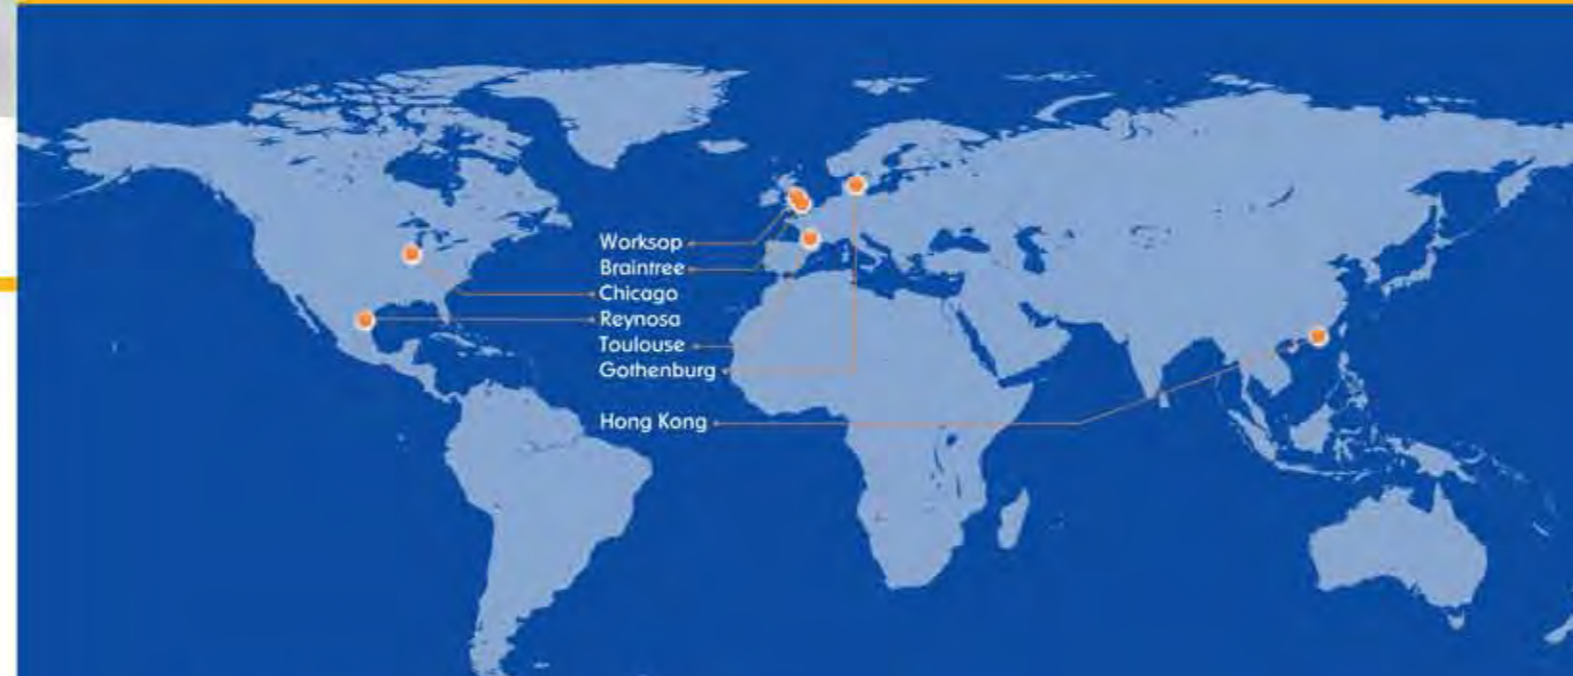 Worksop
Braintree
Chicago
Reynosa
Toulouse
Gothenburg
Hong Kong